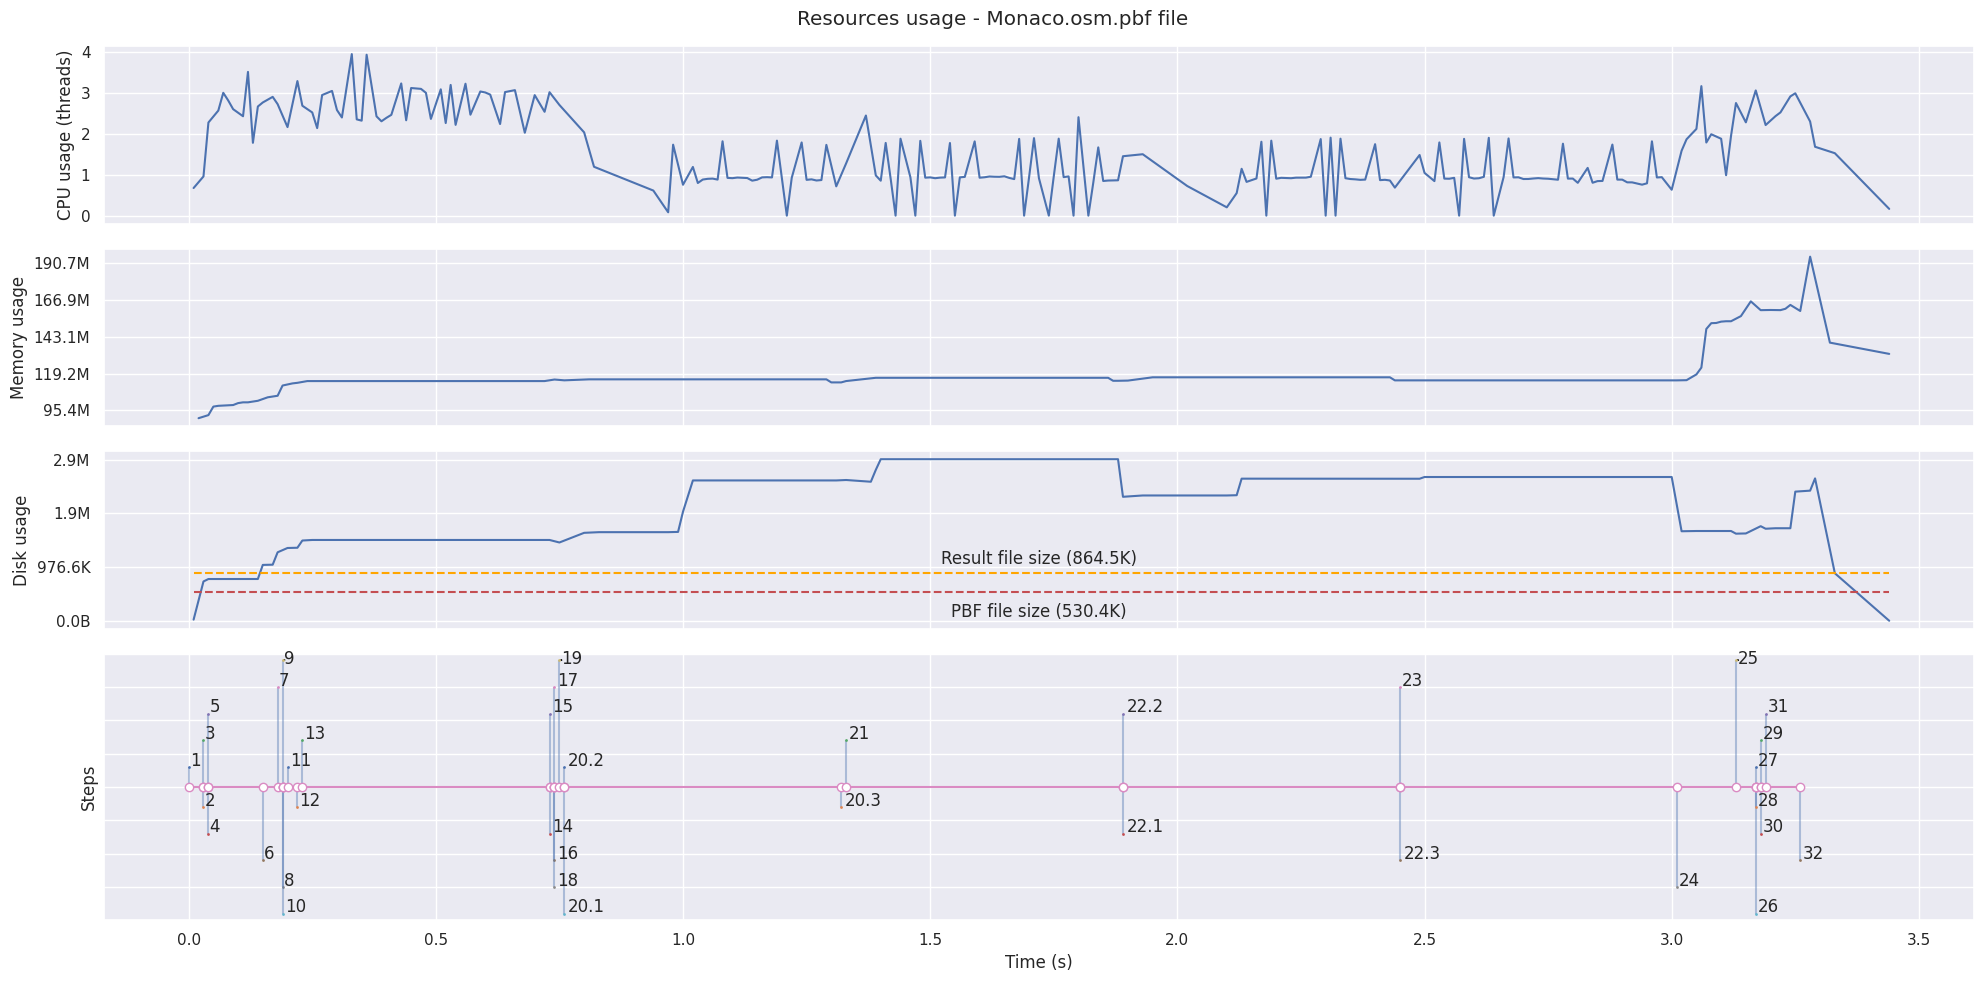 Resources usage - Monaco.osm.pbf file
CPU usage (threads)
4
3
2
1
0
Memory usage
190.7M
166.9M
143.1M
119.2M
95.4M
Disk usage
2.9M
1.9M
976.6K
0.0B
Result file size (864.5K)
PBF file size (530.4K)
Steps
9 19 25
7 17 23
5 15 22.2 31
3 13 21 29
1 11 20.2 27
2 12 20.3 28
4 14 22.1 30
6 16 22.3 32
8 18 24
10 20.1 26
0.0 0.5 1.0 1.5 2.0 2.5 3.0 3.5
Time (s)